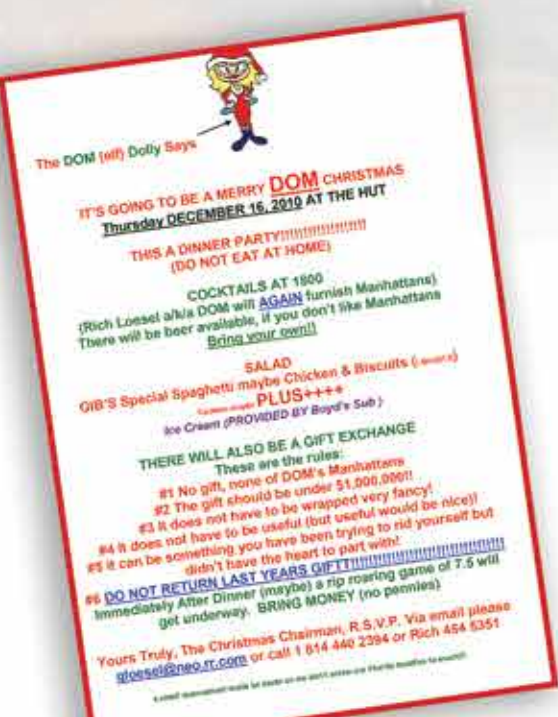 The DOM (elf) Dolly Says
IT'S GOING TO BE A MERRY DOM CHRISTMAS
Thursday DECEMBER 16, 2010 AT THE HUT
THIS A DINNER PARTY!!!!!!!!!!!!!!!!!!!
(DO NOT EAT AT HOME)
COCKTAILS AT 1800
(Rich Loesel a/k/a DOM will AGAIN furnish Manhattans)
There will be beer available, if you don't like Manhattans
Bring your own!!
SALAD
GIB'S Special Spaghetti maybe Chicken & Biscuits
PLUS++++
Ice Cream (PROVIDED BY Boyd's Sub )
THERE WILL ALSO BE A GIFT EXCHANGE
These are the rules:
#1 No gift, none of DOM's Manhattans
#2 The gift should be under $1,000,000!!
#3 It does not have to be wrapped very fancy!
#4 It does not have to be useful (but useful would be nice)!
#5 it can be something you have been trying to rid yourself but
didn't have the heart to part with!
#6 DO NOT RETURN LAST YEARS GIFTT!!!!!!!!!!!!!!!!!!!!!!!!!!!!!!!!!!!
Immediately After Dinner (maybe) a rip roaring game of 7.5 will
get underway. BRING MONEY (no pennies)
Yours Truly, The Christmas Chairman, R.S.V.P. Via email please
gloesel@neo.rr.com or call 1 814 440 2394 or Rich 454 5351